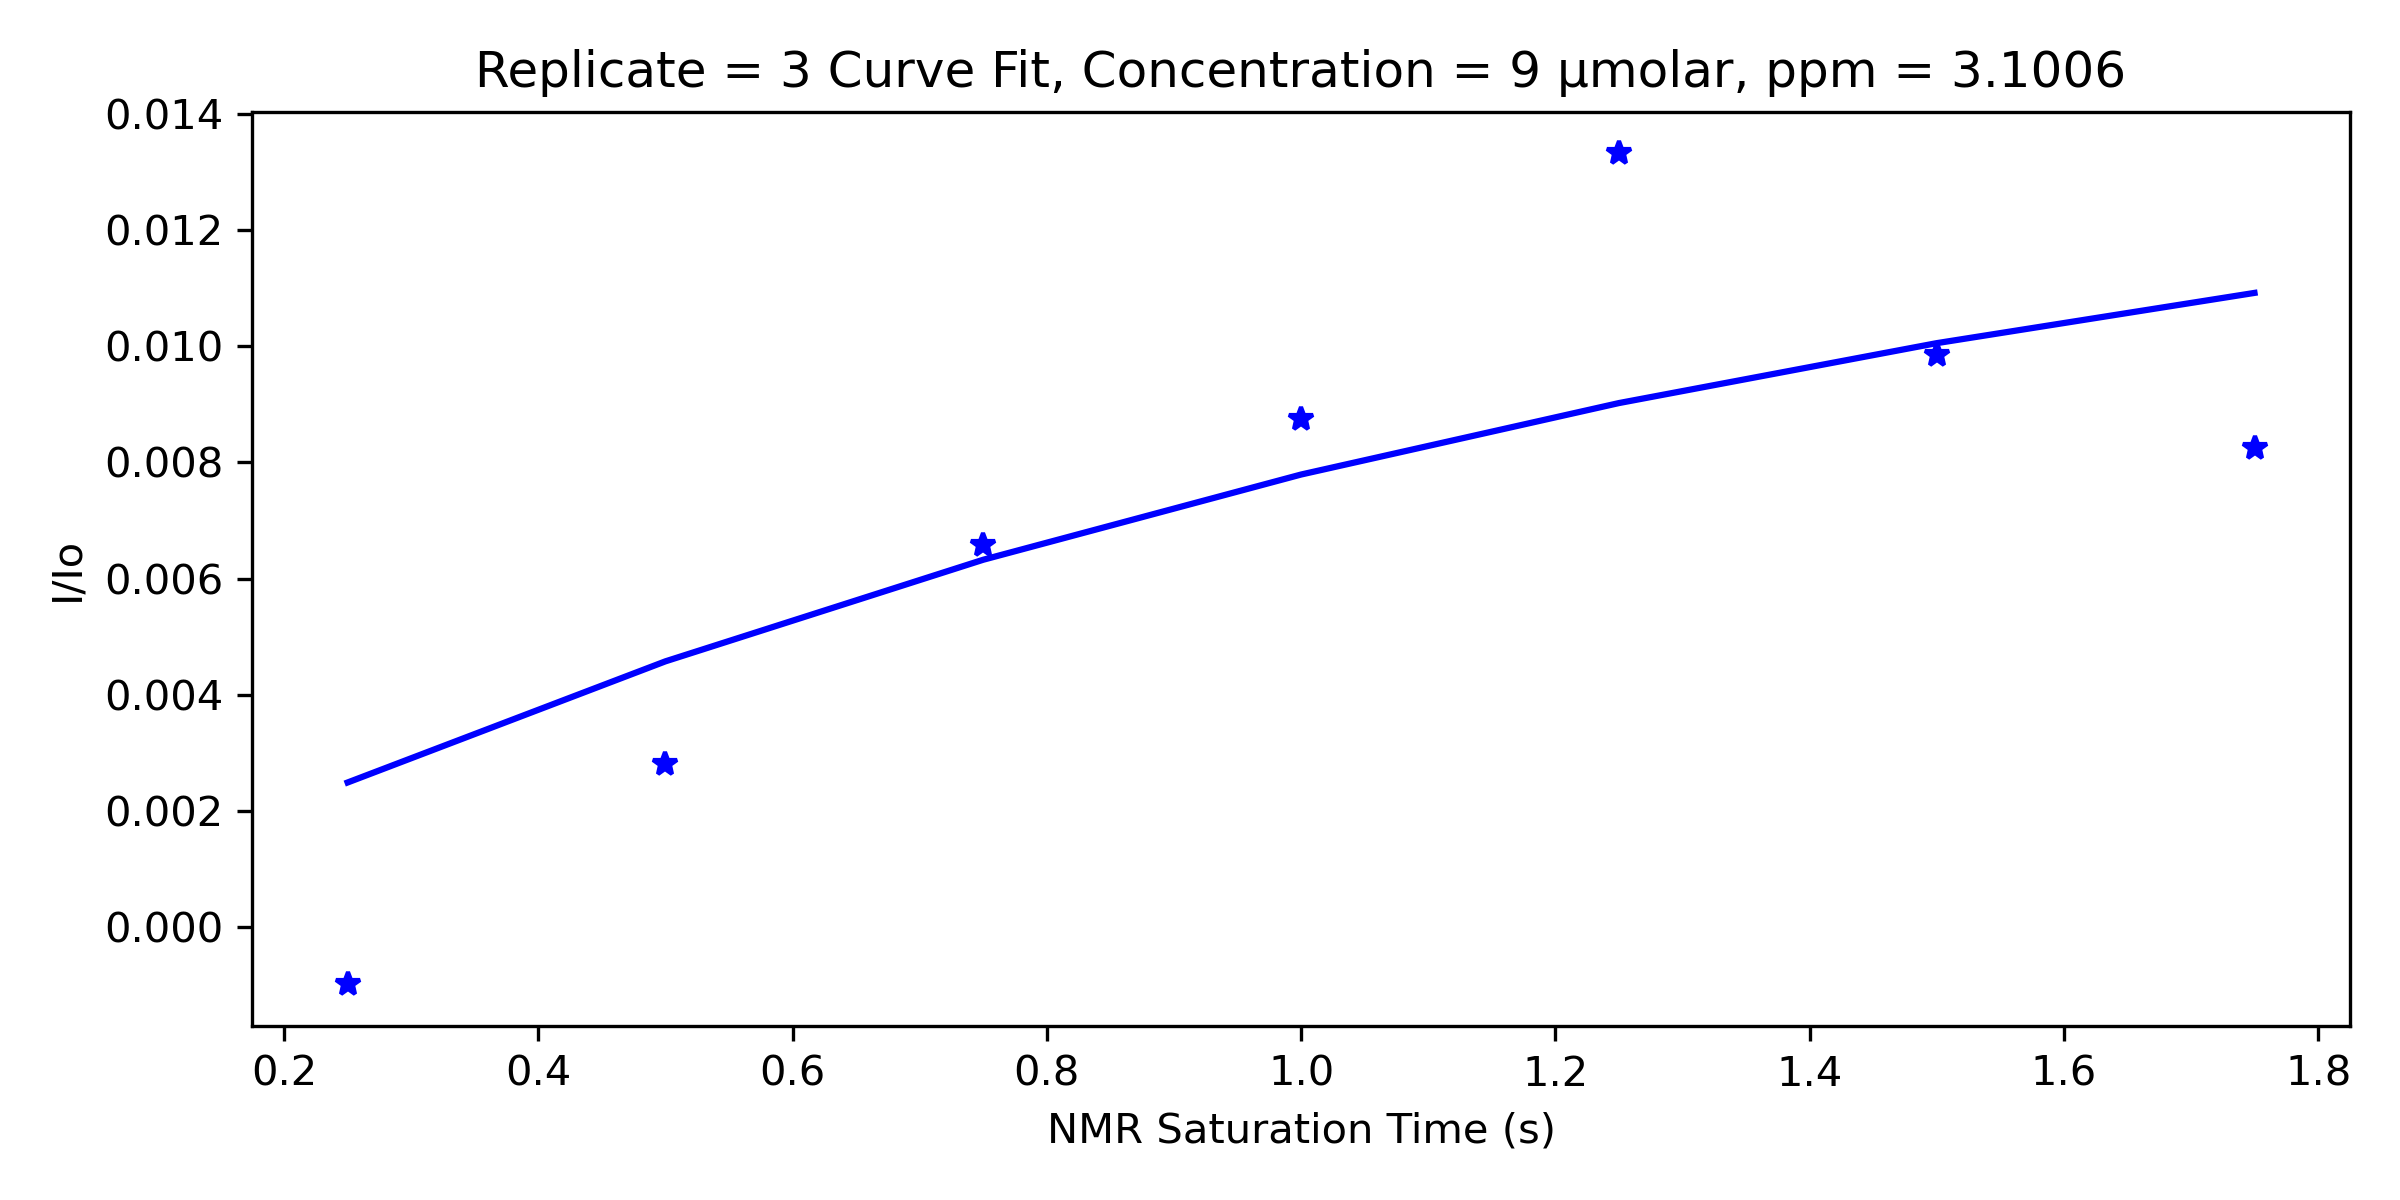 Replicate = 3 Curve Fit, Concentration = 9 μmolar, ppm = 3.1006
0.014
0.012
0.010
0.008
0.006
0.004
0.002
0.000
I/Io
0.2 0.4 0.6 0.8 1.0 1.2 1.4 1.6 1.8
NMR Saturation Time (s)